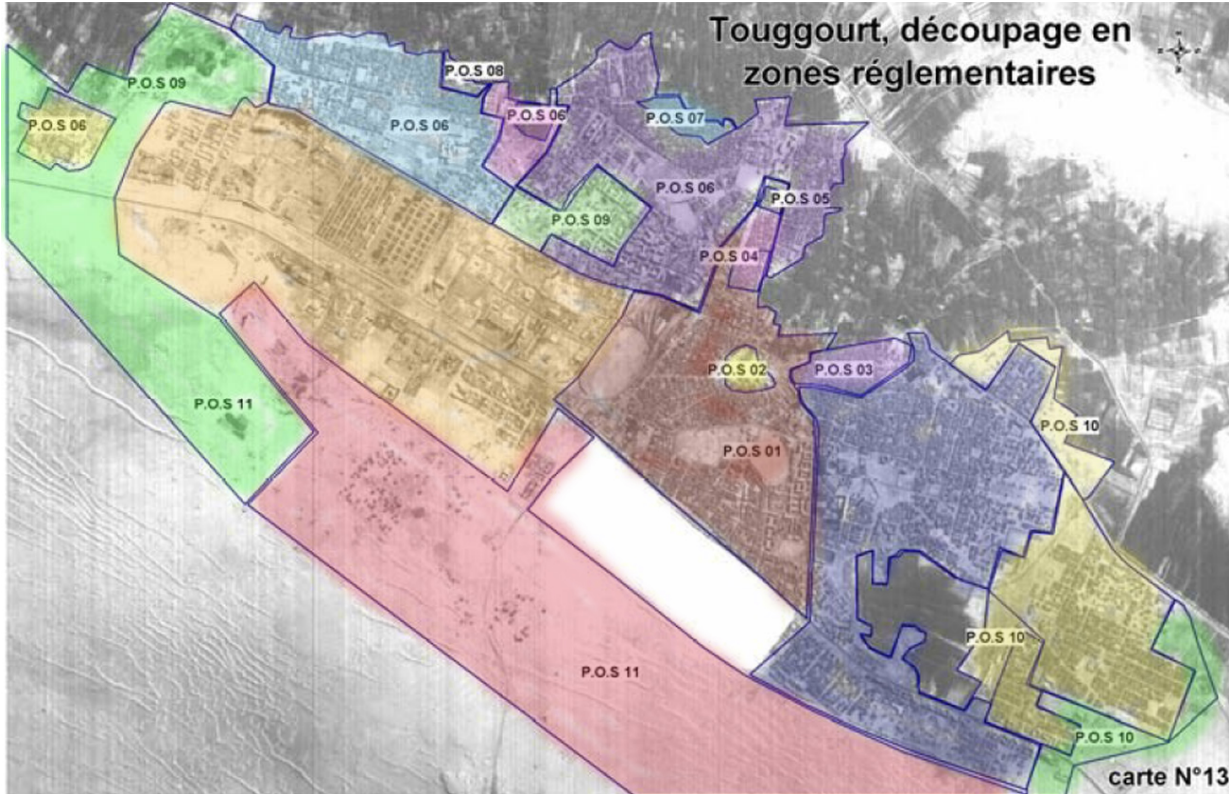 Touggourt, découpage en
zones réglementaires
P.O.S 08
P.O.S 09
P.O.S 06
P.O.S 07
P.O.S 06
P.O.S 06
P.O.S 06
P.O.S 05
P.O.S 09
P.O.S 04
P.O.S 02
P.O.S 03
P.O.S 11
P.O.S 10
P.O.S 01
P.O.S 10
P.O.S 11
P.O.S 10
carte N°13